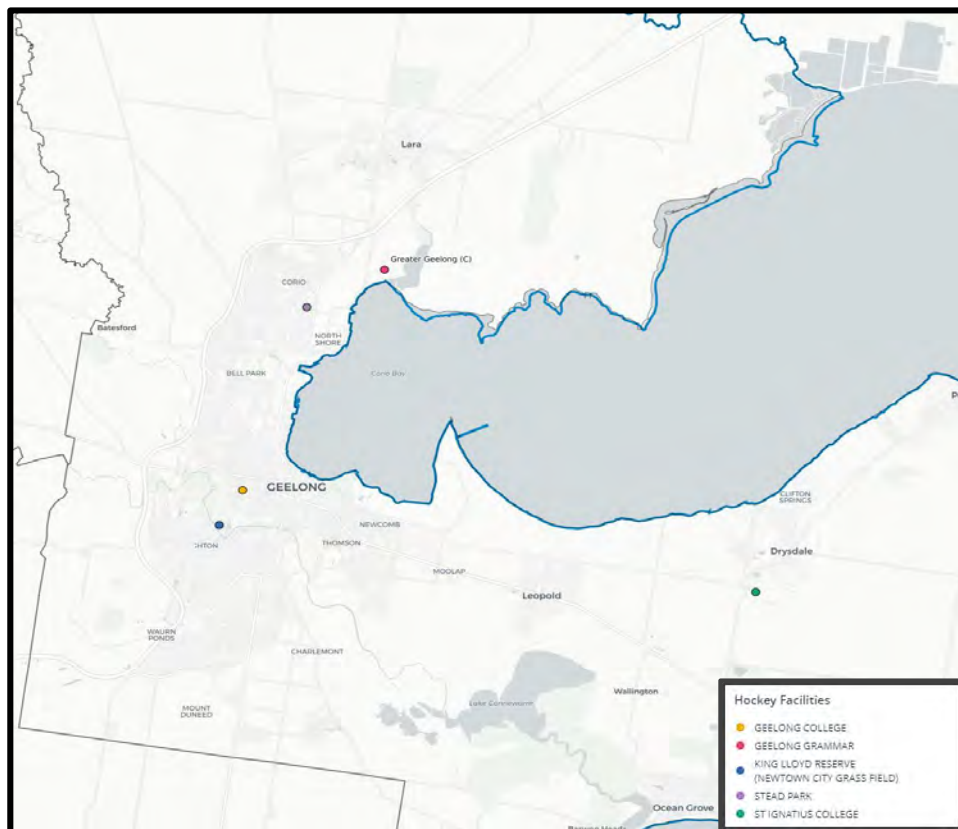 Lara
Greater Geelong (C)
CORIO
Batesford
NORTH
SHORE
BELL PARK
Corio Bay
GEELONG
CLIFTON
SPRINGS
NEWCOMB
THOMSON
HTON
Drysdale
MOOLAP
Leopold
WAURN
PONDS
CHARLEMONT
Wallington
MOUNT
DUNEED
Lake Connewarre
Ocean Grove
Hockey Facilities
GEELONG COLLEGE
GEELONG GRAMMAR
KING LLOYD RESERVE
(NEWTOWN CITY GRASS FIELD)
STEAD PARK
ST IGNATIUS COLLEGE